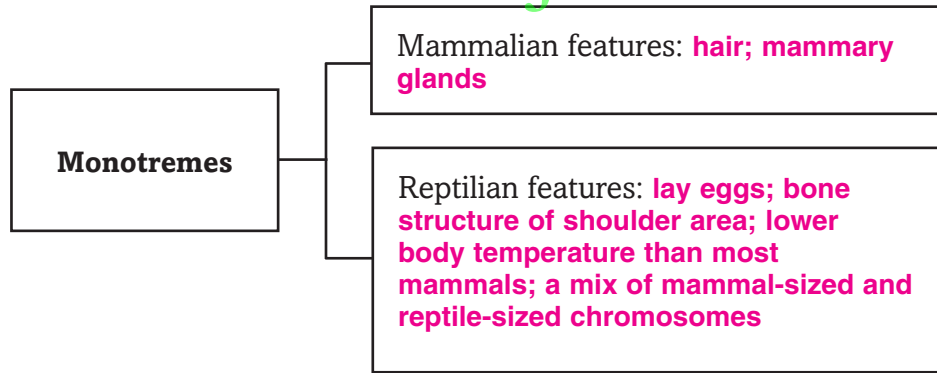 Mammalian features: hair; mammary
glands
Monotremes
Reptilian features: lay eggs; bone
structure of shoulder area; lower
body temperature than most
mammals; a mix of mammal-sized and
reptile-sized chromosomes